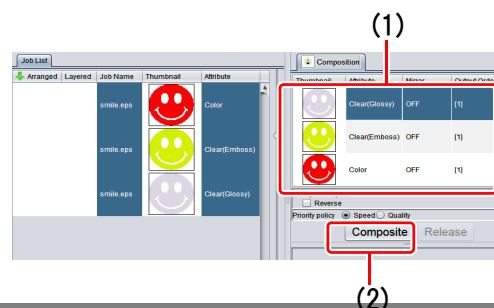 (1)
Job List
Arranged Layered Job Name Thumbnail Attribute
smile.eps Color
smile.eps Clear(Emboss)
smile.eps Clear(Glossy)
Composition
Thumbnail Attribute Mirror Output Orde
Clear(Glossy) OFF [1]
Clear(Emboss) OFF [1]
Color OFF [1]
Reverse
Priority policy Speed Quality
Composite Release
(2)